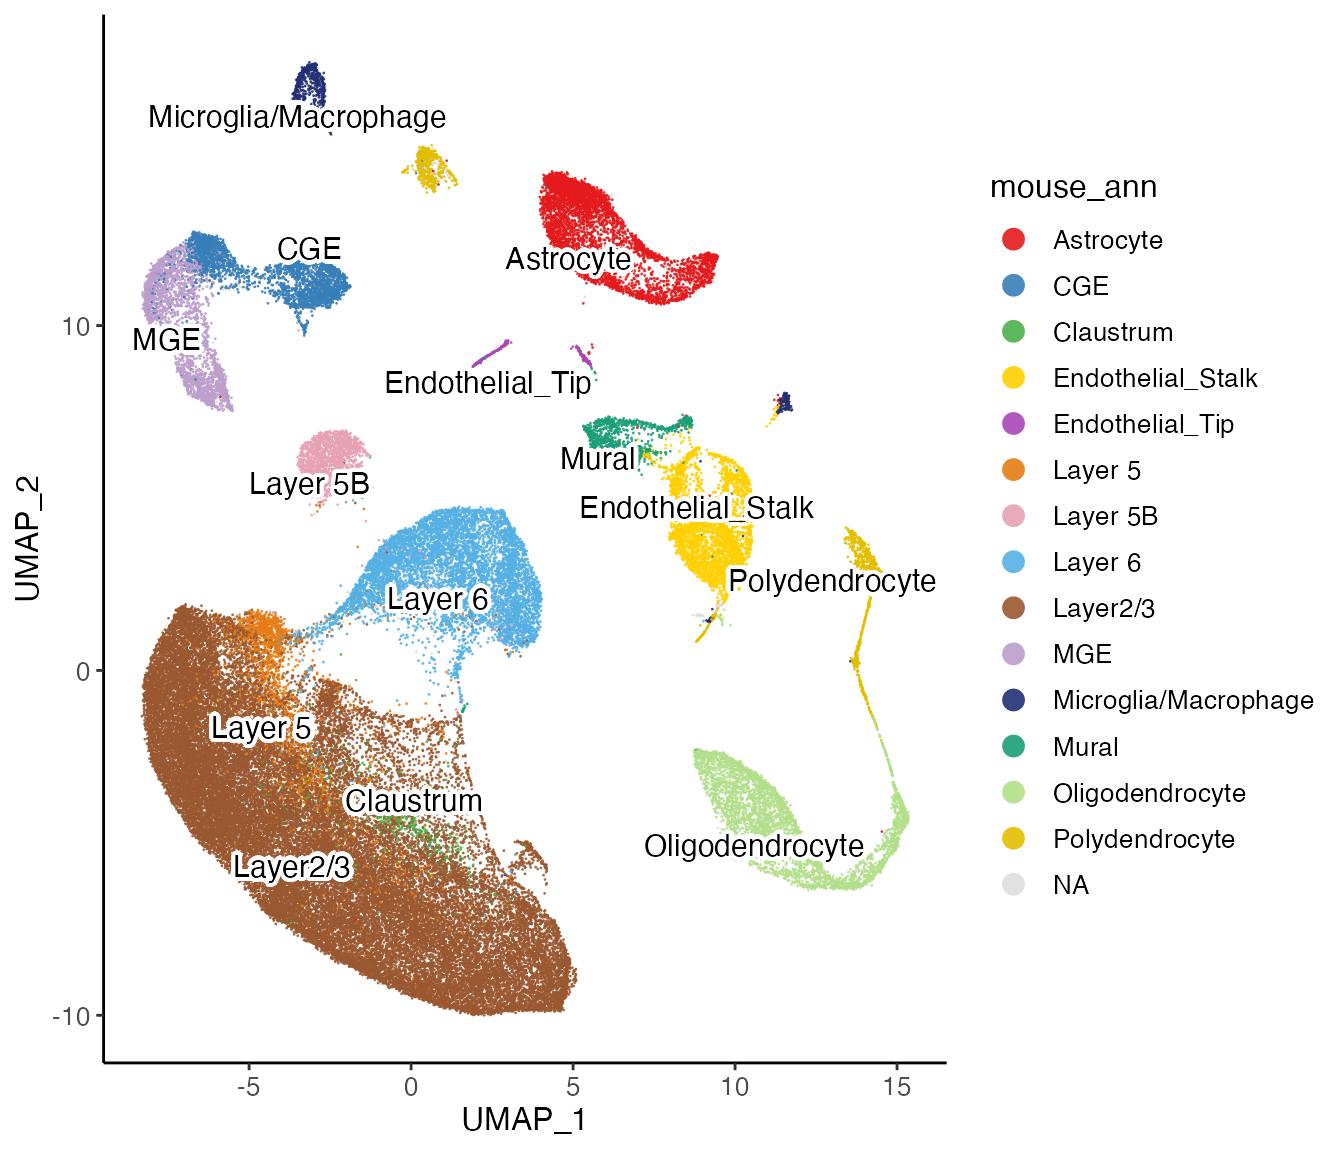 Microglia/Macrophage
CGE
Astrocyte
MGE
Endothelial_Tip
Mural
Layer 5B
Endothelial_Stalk
Polydendrocyte
Layer 6
Layer 5
Claustrum
Oligodendrocyte
Layer2/3
10
0
-10
UMAP_2
-5
0
5
10
15
UMAP_1
mouse_ann
Astrocyte
CGE
Claustrum
Endothelial_Stalk
Endothelial_Tip
Layer 5
Layer 5B
Layer 6
Layer2/3
MGE
Microglia/Macrophage
Mural
Oligodendrocyte
Polydendrocyte
NA